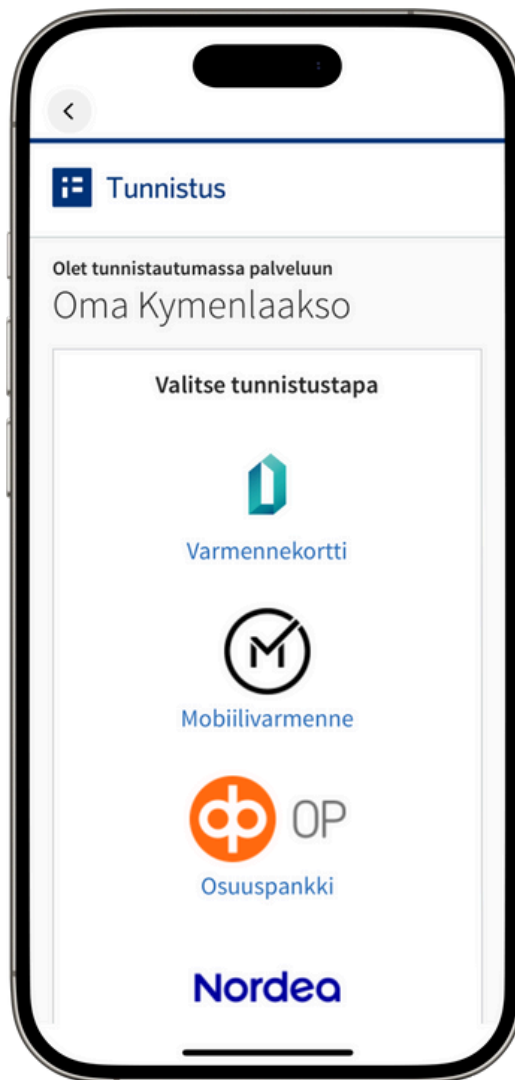 Tunnistus
Olet tunnistautumassa palveluun
Oma Kymenlaakso
Valitse tunnistustapa
Varmennekortti
Mobiilivarmenne
OP
Osuuspankki
Nordea